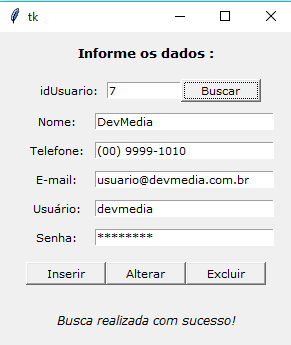 tk
Informe os dados :
idUsuario: 7 Buscar
Nome: DevMedia
Telefone: (00) 9999-1010
E-mail: usuario@devmedia.com.br
Usuário: devmedia
Senha: ********
Inserir Alterar Excluir
Busca realizada com sucesso!